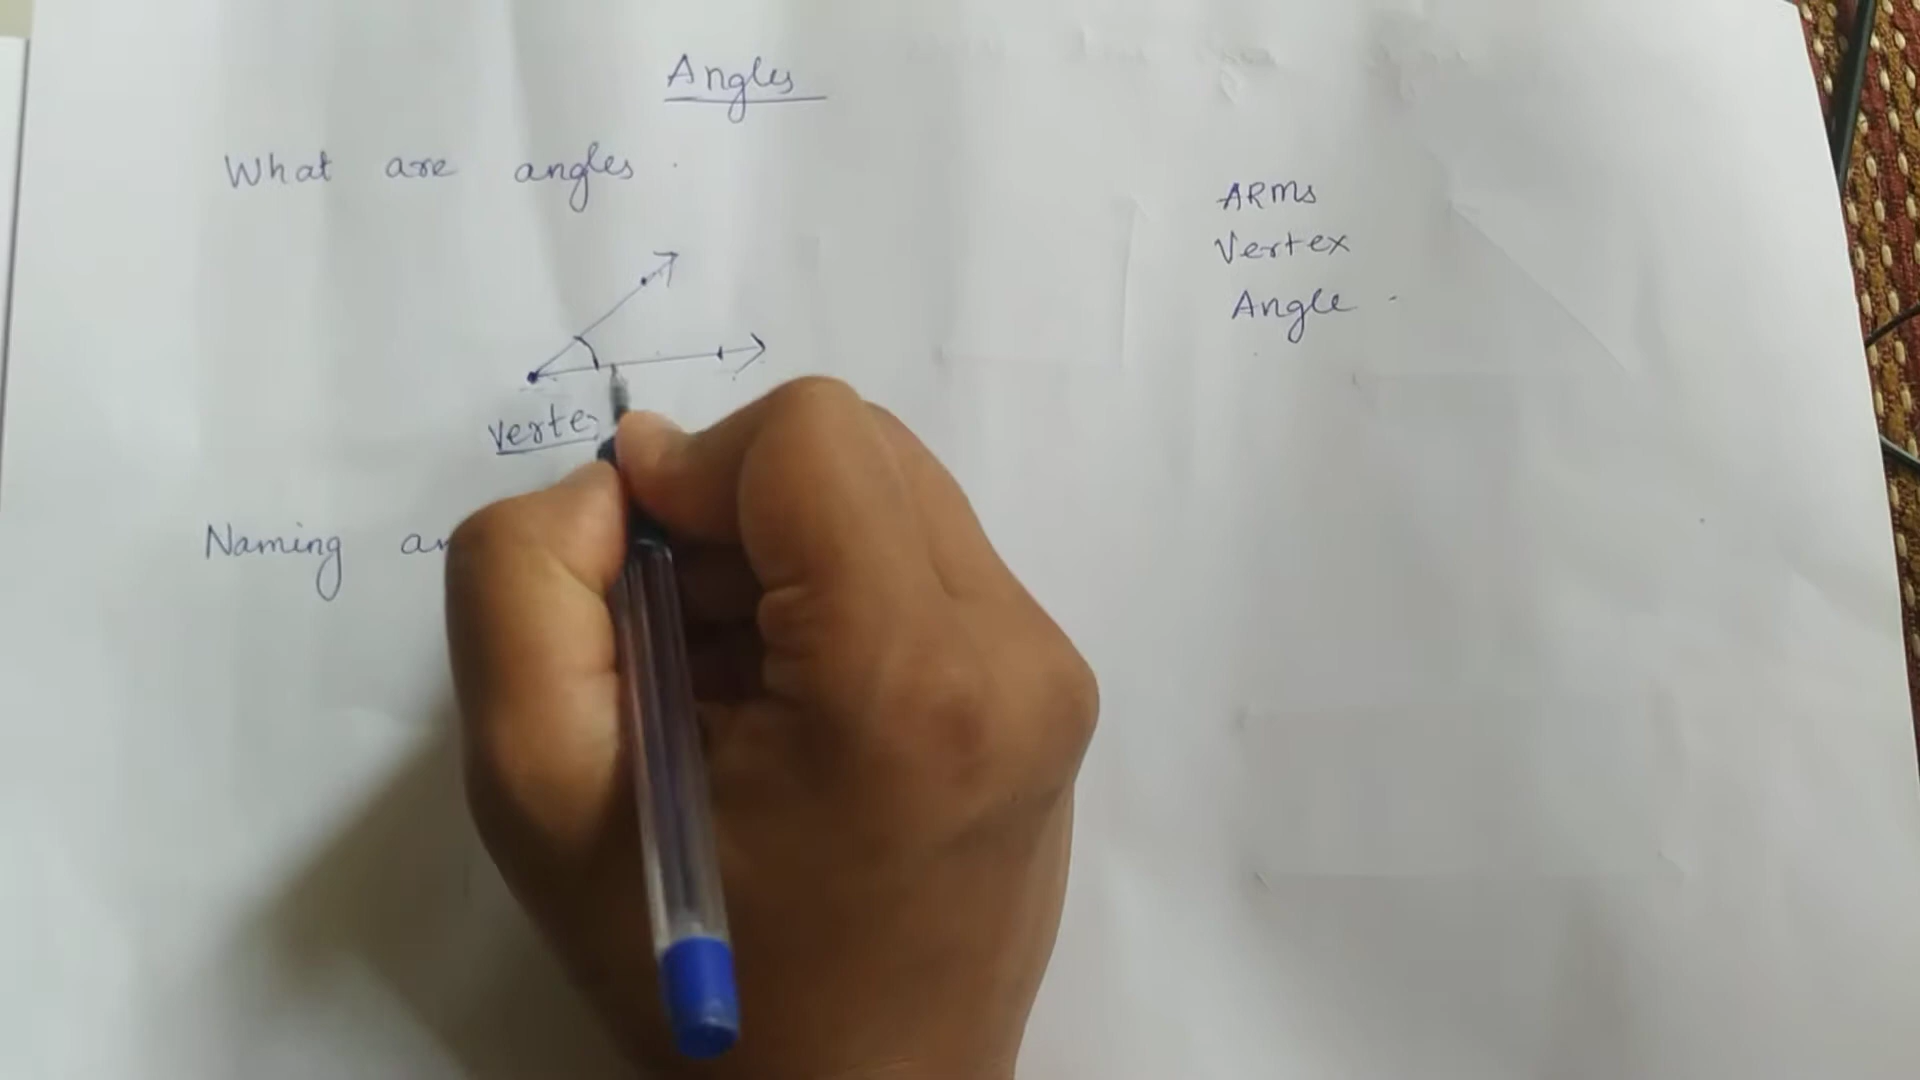 Angles
What are angles.
ARMs
Vertex
Angle
Naming